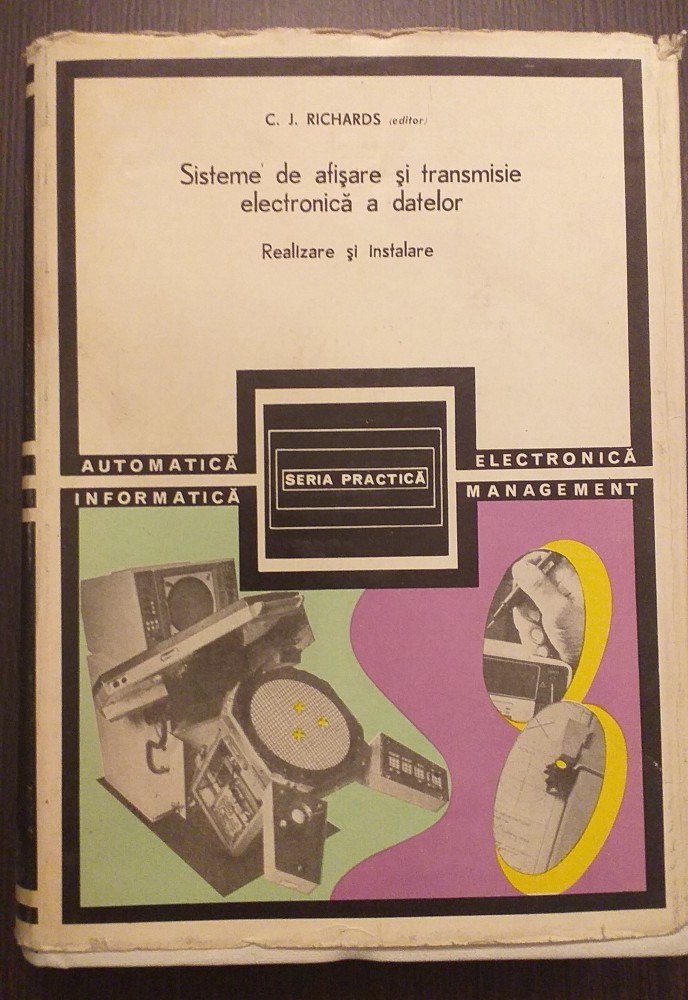 C. J. RICHARDS (editor)
Sisteme de afişare şi transmisie
electronică a datelor
Realizare şi instalare
AUTOMATICĂ
ELECTRONICĂ
SERIA PRACTICĂ
INFORMATICĂ
MANAGEMENT